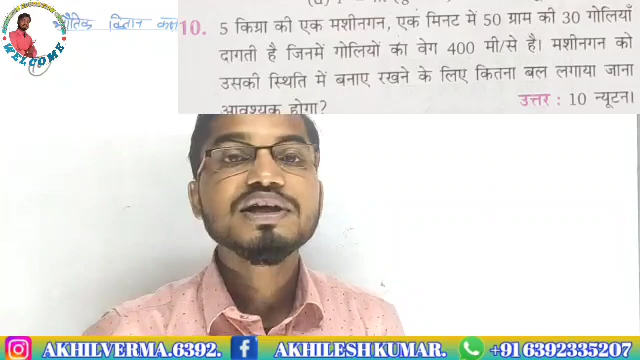 WELCOME
10. 5 किग्रा की एक मशीनगन, एक मिनट में 50 ग्राम की 30 गोलियाँ
दागती है जिनमें गोलियों का वेग 400 मी/से है। मशीनगन को
उसकी स्थिति में बनाए रखने के लिए कितना बल लगाया जाना
आवश्यक होगा? उत्तर : 10 न्यूटन।
AKHILVERMA.6392. AKHILESH KUMAR. +91 6392335207